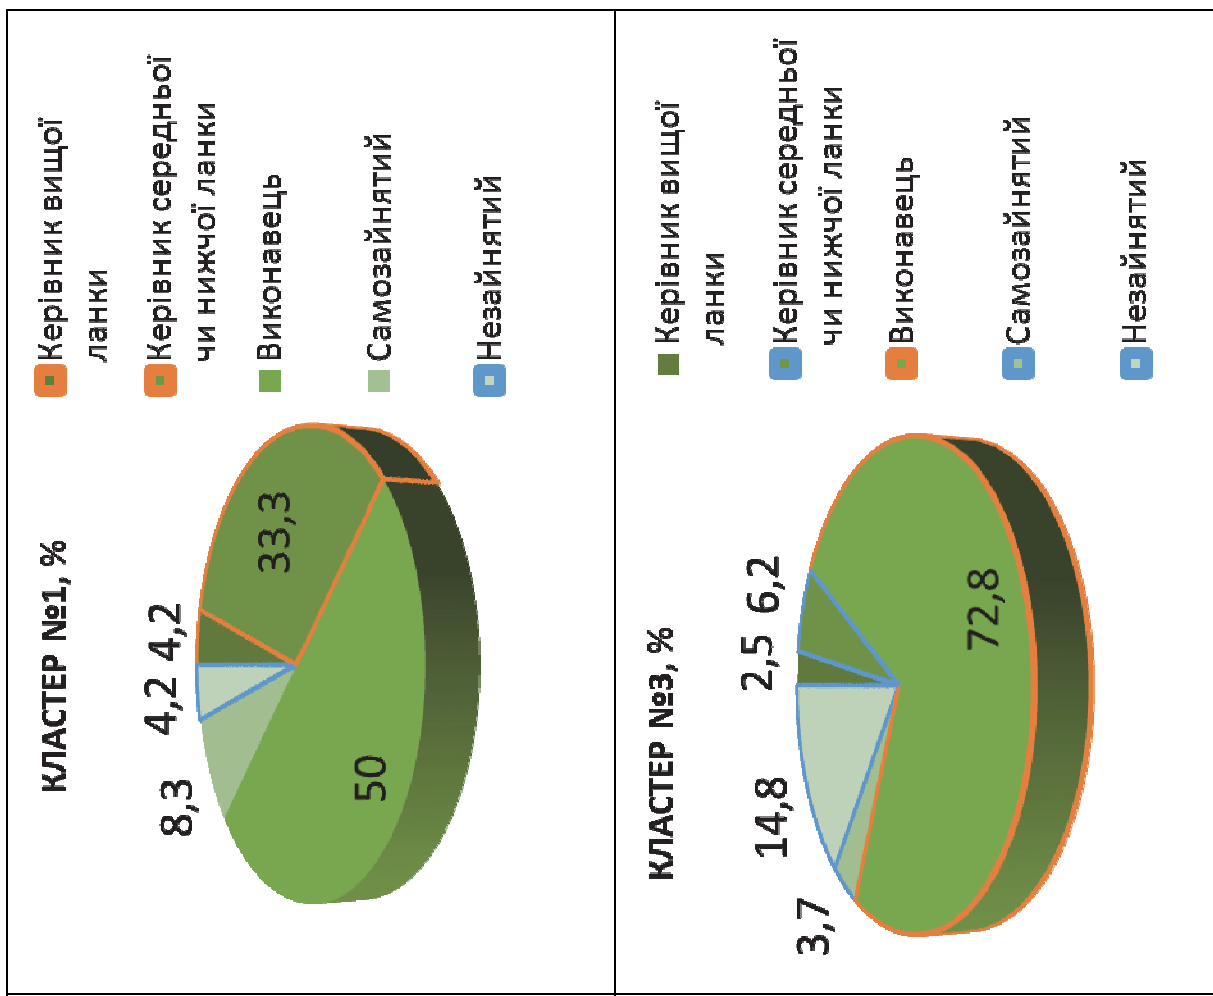 КЛАСТЕР №1, %
4,2
4,2
8,3
33,3
50
Керівник вищої
ланки
Керівник середньої
чи нижчої ланки
Виконавець
Самозайнятий
Незайнятий
КЛАСТЕР №3, %
2,5
6,2
14,8
3,7
72,8
Керівник вищої
ланки
Керівник середньої
чи нижчої ланки
Виконавець
Самозайнятий
Незайнятий